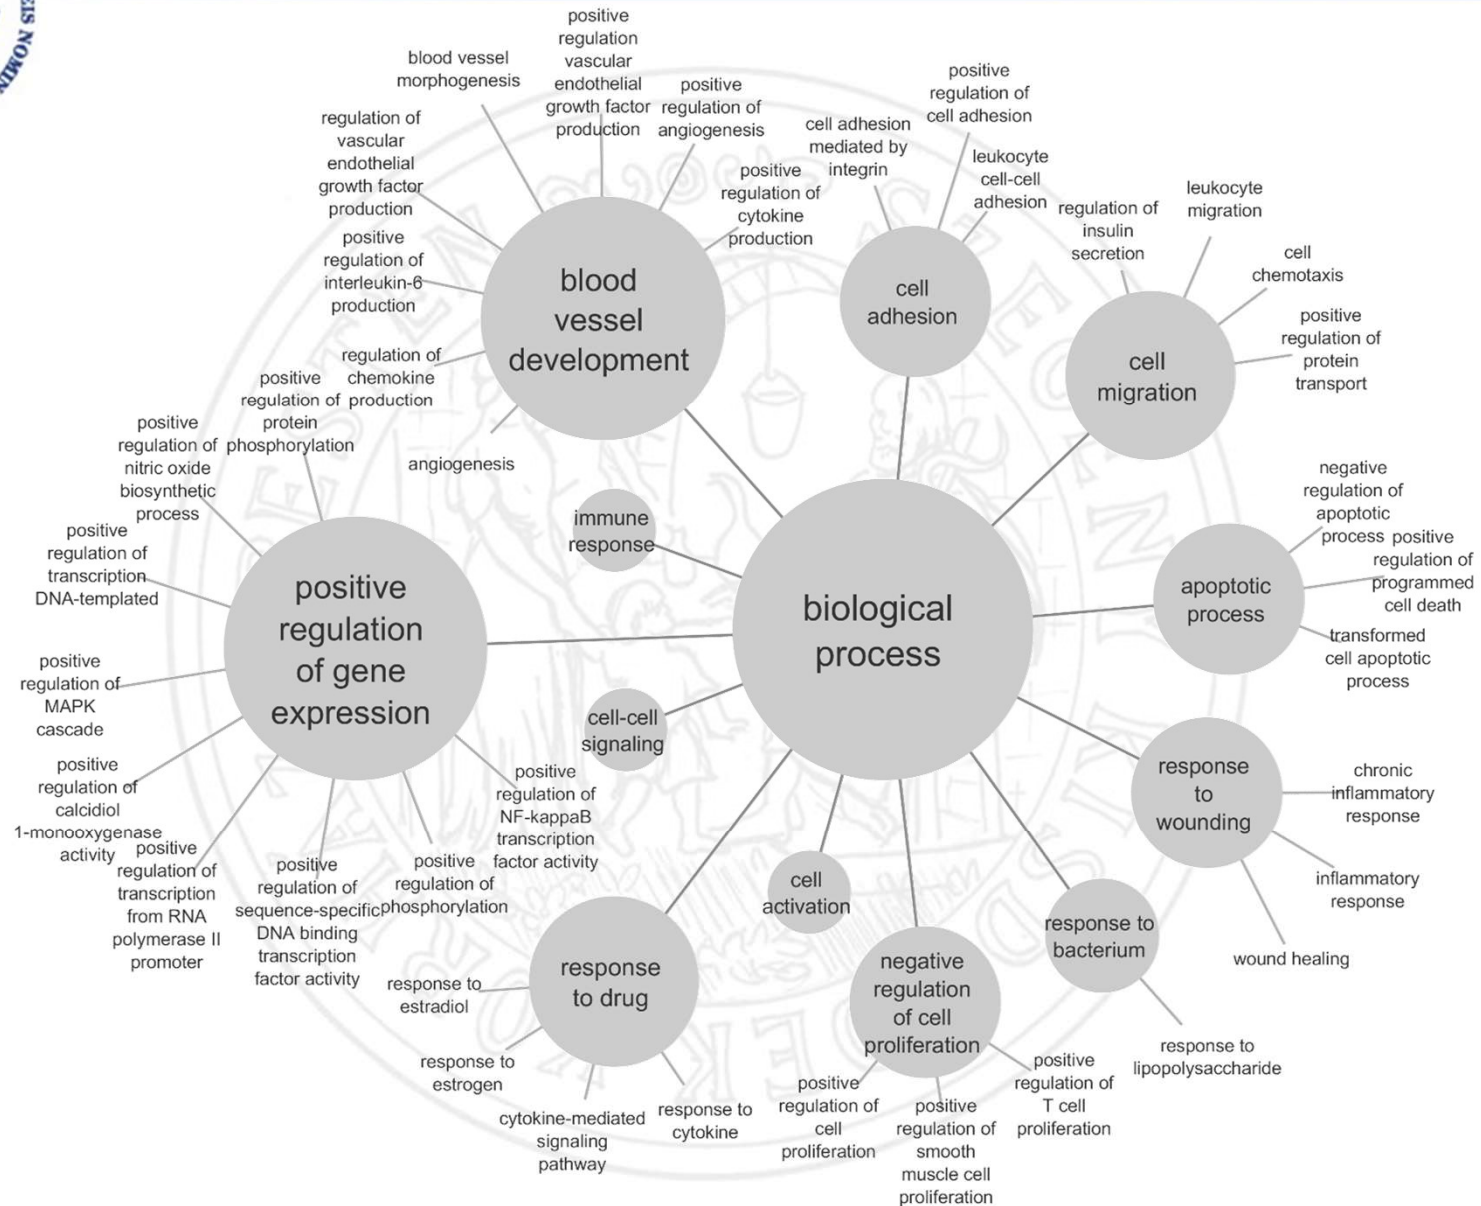 EIS NOMIN
blood vessel
morphogenesis
positive
regulation
vascular
endothelial
growth factor
production
positive
regulation of
angiogenesis
regulation of
vascular
endothelial
growth factor
production
positive
regulation of
cytokine
production
positive
regulation of
interleukin-6
production
regulation of
chemokine
production
angiogenesis
blood
vessel
development
cell adhesion
mediated by
integrin
positive
regulation of
cell adhesion
leukocyte
cell-cell
adhesion
cell
adhesion
regulation of
insulin
secretion
leukocyte
migration
cell
chemotaxis
positive
regulation of
protein
transport
cell
migration
negative
regulation of
apoptotic
process
positive
regulation of
programmed
cell death
transformed
cell apoptotic
process
apoptotic
process
immune
response
biological
process
cell-cell
signaling
positive
regulation of
protein
phosphorylation
positive
regulation of
nitric oxide
biosynthetic
process
positive
regulation of
transcription
DNA-templated
positive
regulation of
MAPK
cascade
positive
regulation of
calcidiol
1-monooxygenase
activity
positive
regulation of
transcription
from RNA
polymerase II
promoter
positive
regulation of
sequence-specific
DNA binding
transcription
factor activity
positive
regulation of
phosphorylation
positive
regulation of
NF-kappaB
transcription
factor activity
positive
regulation
of gene
expression
response
to
wounding
chronic
inflammatory
response
inflammatory
response
wound healing
response to
bacterium
response to
lipopolysaccharide
cell
activation
negative
regulation
of cell
proliferation
positive
regulation of
cell
proliferation
positive
regulation of
smooth
muscle cell
proliferation
positive
regulation of
T cell
proliferation
response
to drug
response to
estradiol
response to
estrogen
cytokine-mediated
signaling
pathway
response to
cytokine